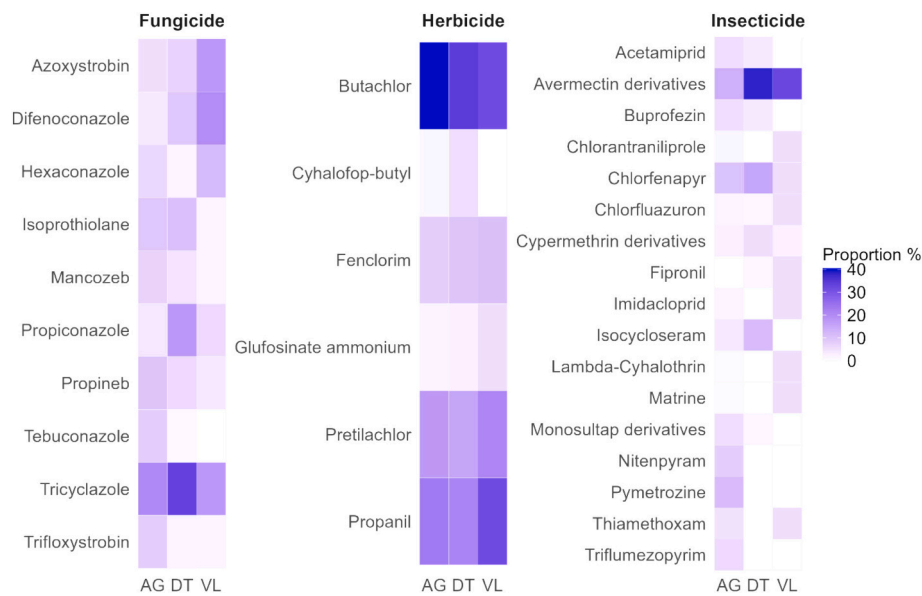 Fungicide
Azoxystrobin
Difenoconazole
Hexaconazole
Isoprothiolane
Mancozeb
Propiconazole
Propineb
Tebuconazole
Tricyclazole
Trifloxystrobin
AG DT VL
Herbicide
Butachlor
Cyhalofop-butyl
Fenclorim
Glufosinate ammonium
Pretilachlor
Propanil
AG DT VL
Insecticide
Acetamiprid
Avermectin derivatives
Buprofezin
Chlorantraniliprole
Chlorfenapyr
Chlorfluazuron
Cypermethrin derivatives
Fipronil
Imidacloprid
Isocycloseram
Lambda-Cyhalothrin
Matrine
Monosultap derivatives
Nitenpyram
Pymetrozine
Thiamethoxam
Triflumezopyrim
AG DT VL
Proportion %
40
30
20
10
0